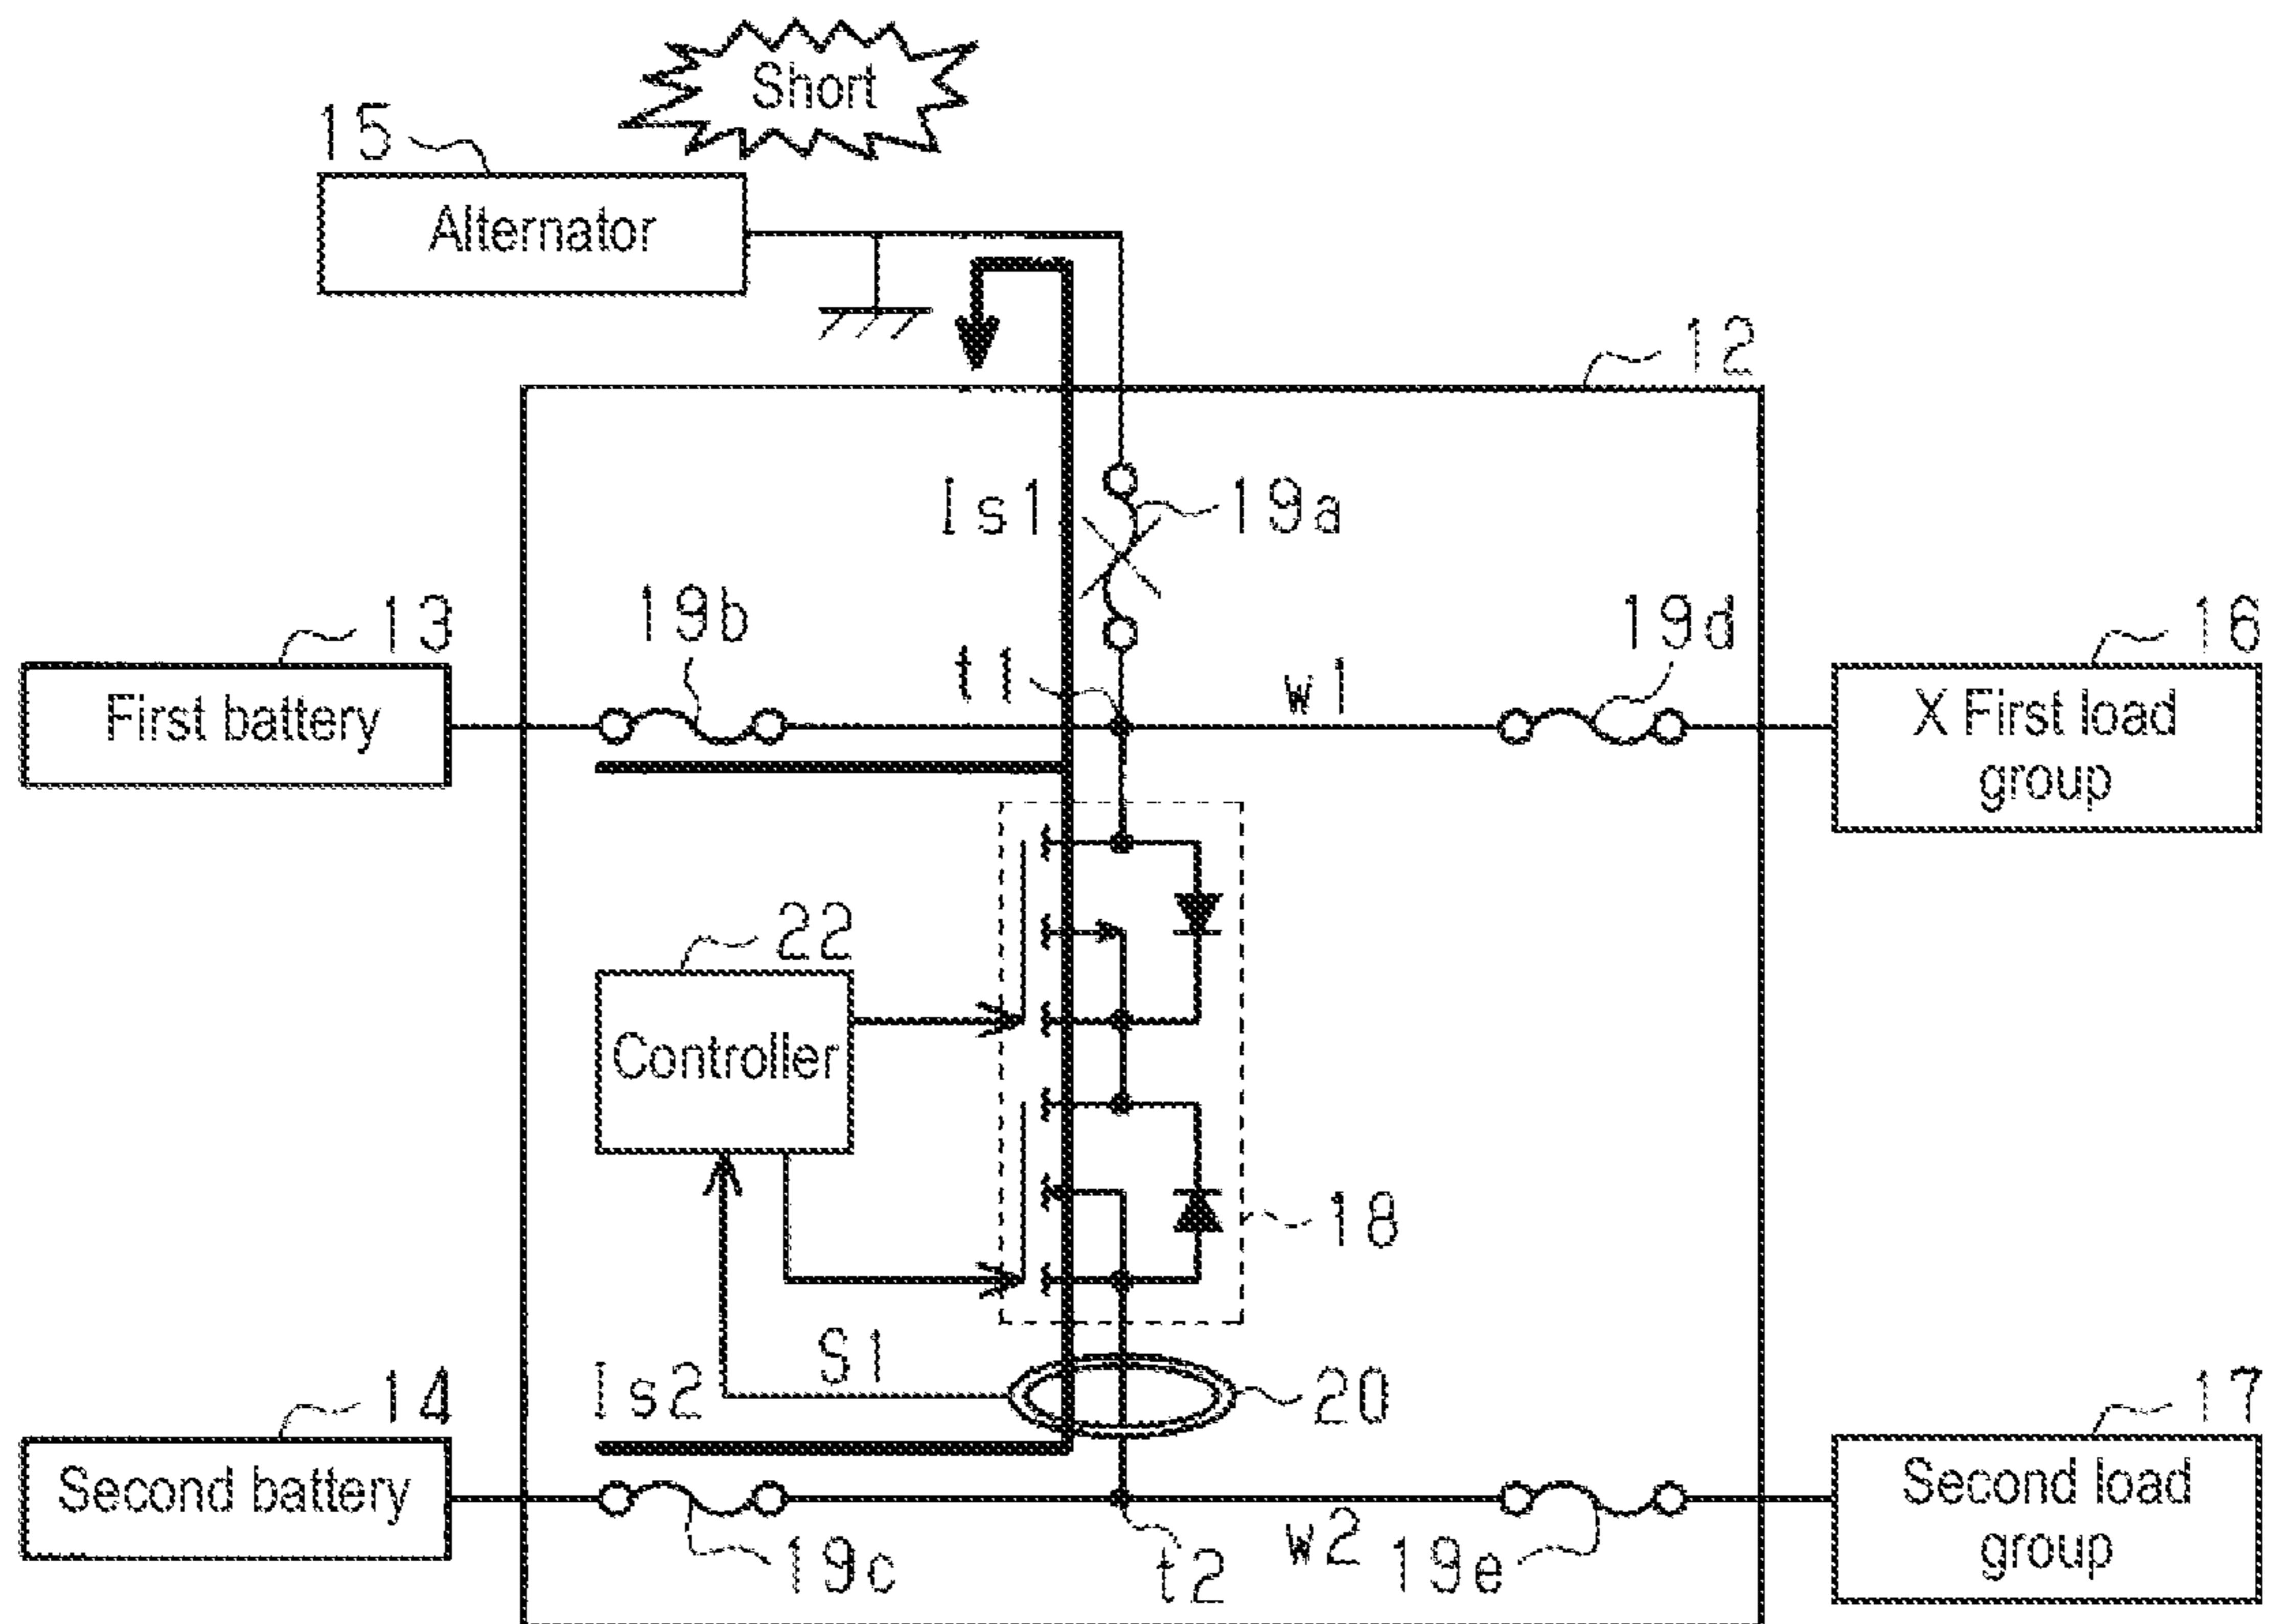 Short
15
Alternator
12
Is1
19a
13
19b
19d
16
First battery
t1
w1
X First load
group
22
Controller
18
S1
Is2
20
14
17
Second battery
Second load
group
19c
t2
w2
19e